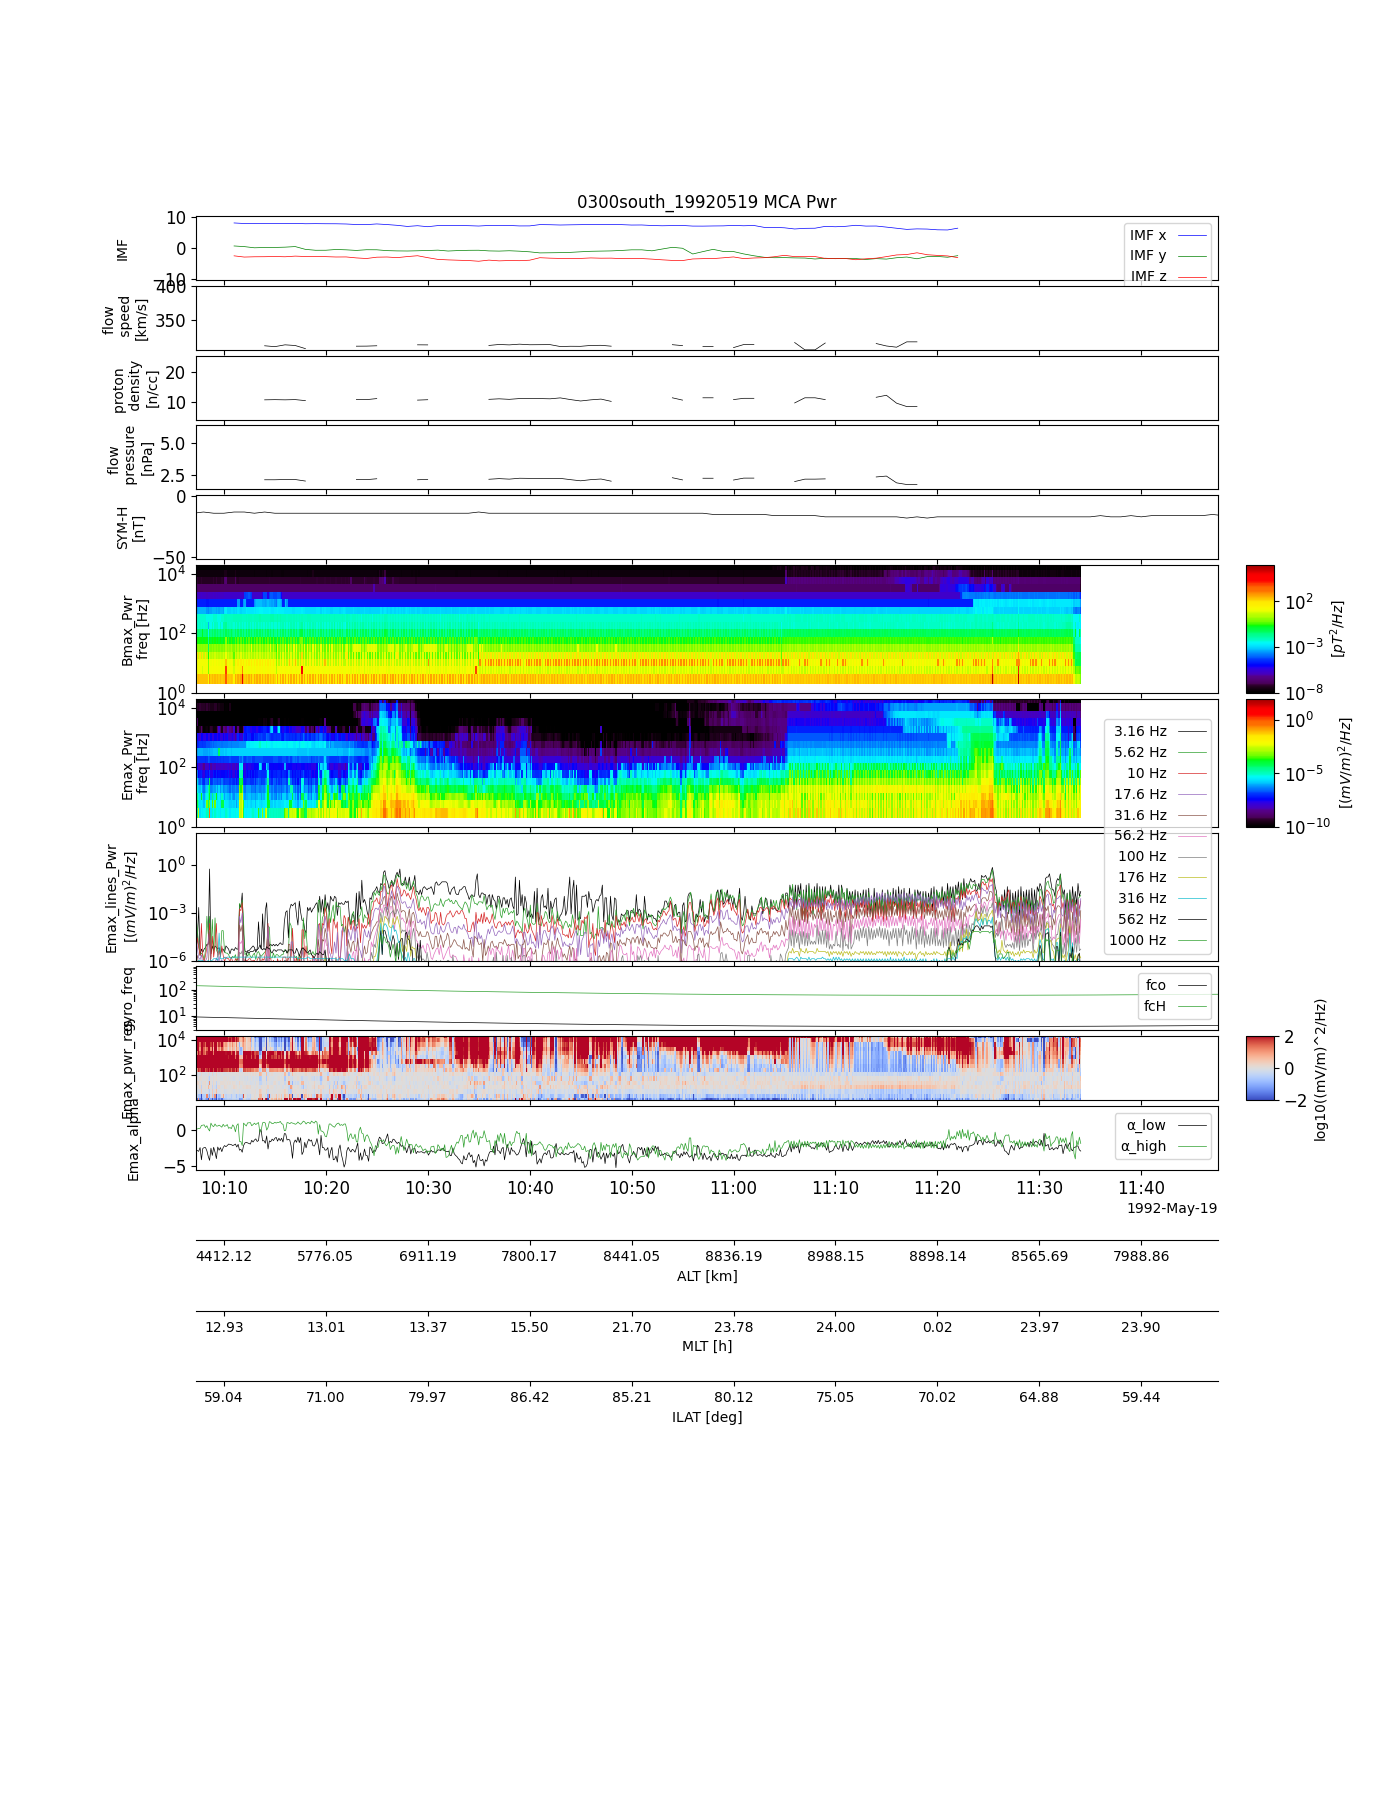 0300south_19920519 MCA Pwr
10
0
−10
IMF
IMF x
IMF y
IMF z
400
350
flow
speed
[km/s]
20
10
proton
density
[n/cc]
5.0
2.5
flow
pressure
[nPa]
0
−50
SYM-H
[nT]
10^4
10^2
10^0
Bmax_Pwr
freq [Hz]
10^2
10^−3
10^−8
[pT^2/Hz]
10^4
10^2
10^0
Emax_Pwr
freq [Hz]
10^0
10^−5
10^−10
[(mV/m)^2/Hz]
3.16 Hz
5.62 Hz
10 Hz
17.6 Hz
31.6 Hz
56.2 Hz
100 Hz
176 Hz
316 Hz
562 Hz
1000 Hz
10^0
10^−3
10^−6
Emax_lines_Pwr
[(mV/m)^2/Hz]
10^2
10^1
gyro_freq
fco
fcH
10^4
10^2
Emax_pwr_reg
2
0
−2
log10((mV/m)^2/Hz)
0
−5
Emax_alpha
α_low
α_high
10:10 10:20 10:30 10:40 10:50 11:00 11:10 11:20 11:30 11:40
1992-May-19
4412.12 5776.05 6911.19 7800.17 8441.05 8836.19 8988.15 8898.14 8565.69 7988.86
ALT [km]
12.93 13.01 13.37 15.50 21.70 23.78 24.00 0.02 23.97 23.90
MLT [h]
59.04 71.00 79.97 86.42 85.21 80.12 75.05 70.02 64.88 59.44
ILAT [deg]